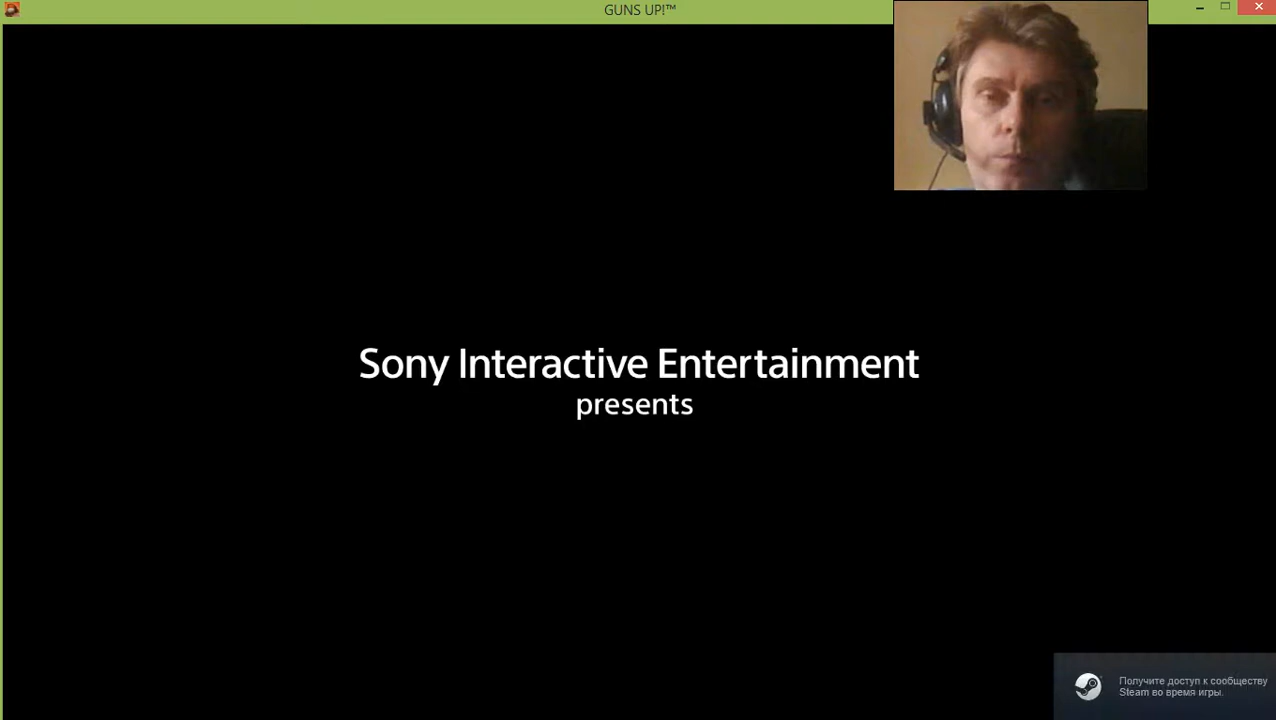 GUNS UP!™
Sony Interactive Entertainment
presents
Получите доступ к сообществу
Steam во время игры.